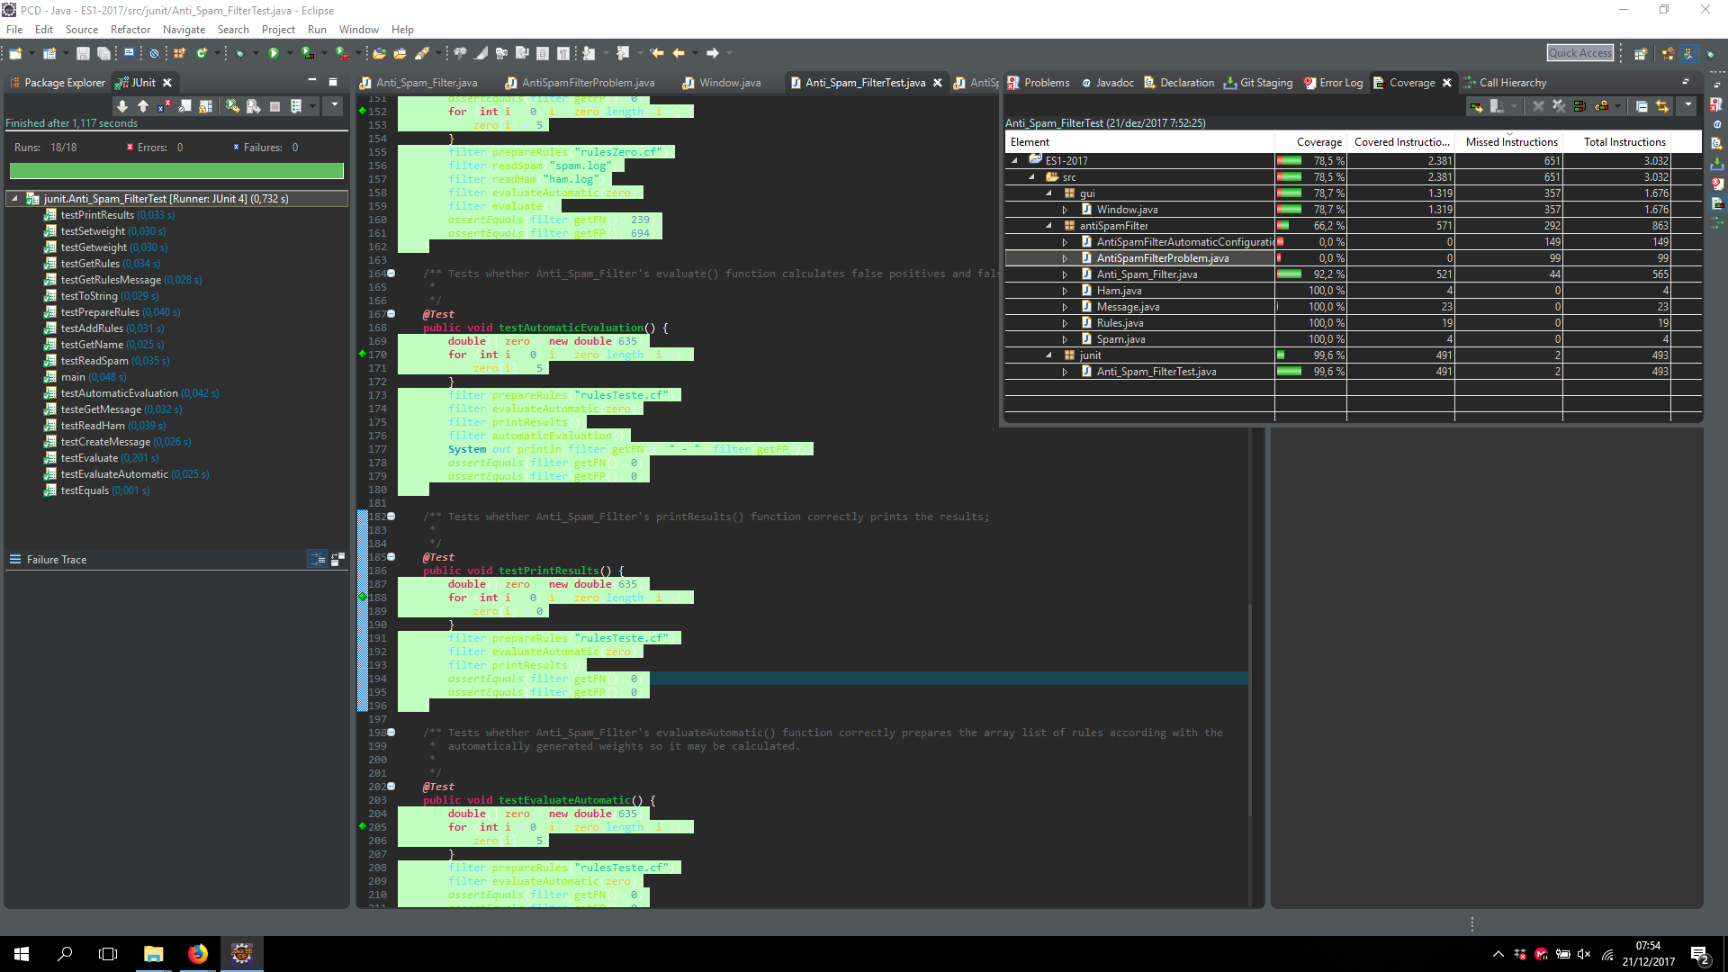 PCD - Java - ES1-2017/src/junit/Anti_Spam_FilterTest.java - Eclipse
File Edit Source Refactor Navigate Search Project Run Window Help
Quick Access
Package Explorer JUnit
Finished after 1,117 seconds
Runs: 18/18 Errors: 0 Failures: 0
junit.Anti_Spam_FilterTest [Runner: JUnit 4] (0,732 s)
testPrintResults (0,033 s)
testSetweight (0,030 s)
testGetweight (0,030 s)
testGetRules (0,034 s)
testGetRulesMessage (0,028 s)
testToString (0,029 s)
testPrepareRules (0,040 s)
testAddRules (0,031 s)
testGetName (0,025 s)
testReadSpam (0,035 s)
main (0,048 s)
testAutomaticEvaluation (0,042 s)
testeGetMessage (0,032 s)
testReadHam (0,039 s)
testCreateMessage (0,026 s)
testEvaluate (0,201 s)
testEvaluateAutomatic (0,025 s)
testEquals (0,001 s)
Failure Trace
Anti_Spam_Filter.java AntiSpamFilterProblem.java Window.java Anti_Spam_FilterTest.java AntiS
151 assertEquals filter getFP 0
152 for int i 0 i zero length i {
153 zero i 5
154 }
155 filter prepareRules "rulesZero.cf"
156 filter readSpam "spam.log"
157 filter readHam "ham.log"
158 filter evaluateAutomatic zero
159 filter evaluate
160 assertEquals filter getFN 239
161 assertEquals filter getFP 694
162
163
164 /** Tests whether Anti_Spam_Filter's evaluate() function calculates false positives and fals
165 *
166 */
167 @Test
168 public void testAutomaticEvaluation() {
169 double zero new double 635
170 for int i 0 i zero length i {
171 zero i 5
172 }
173 filter prepareRules "rulesTeste.cf"
174 filter evaluateAutomatic zero
175 filter printResults
176 filter automaticEvaluation
177 System out println filter getFN " - " filter getFP
178 assertEquals filter getFN 0
179 assertEquals filter getFP 0
180
181
182 /** Tests whether Anti_Spam_Filter's printResults() function correctly prints the results;
183 *
184 */
185 @Test
186 public void testPrintResults() {
187 double zero new double 635
188 for int i 0 i zero length i {
189 zero i 0
190 }
191 filter prepareRules "rulesTeste.cf"
192 filter evaluateAutomatic zero
193 filter printResults
194 assertEquals filter getFN 0
195 assertEquals filter getFP 0
196
197
198 /** Tests whether Anti_Spam_Filter's evaluateAutomatic() function correctly prepares the array list of rules according with the
199 * automatically generated weights so it may be calculated.
200 *
201 */
202 @Test
203 public void testEvaluateAutomatic() {
204 double zero new double 635
205 for int i 0 i zero length i {
206 zero i 5
207 }
208 filter prepareRules "rulesTeste.cf"
209 filter evaluateAutomatic zero
210 assertEquals filter getFN 0
211
Problems Javadoc Declaration Git Staging Error Log Coverage Call Hierarchy
Anti_Spam_FilterTest (21/dez/2017 7:52:25)
Element Coverage Covered Instructio... Missed Instructions Total Instructions
ES1-2017 78,5 % 2.381 651 3.032
src 78,5 % 2.381 651 3.032
gui 78,7 % 1.319 357 1.676
Window.java 78,7 % 1.319 357 1.676
antiSpamFilter 66,2 % 571 292 863
AntiSpamFilterAutomaticConfiguratio 0,0 % 0 149 149
AntiSpamFilterProblem.java 0,0 % 0 99 99
Anti_Spam_Filter.java 92,2 % 521 44 565
Ham.java 100,0 % 4 0 4
Message.java 100,0 % 23 0 23
Rules.java 100,0 % 19 0 19
Spam.java 100,0 % 4 0 4
junit 99,6 % 491 2 493
Anti_Spam_FilterTest.java 99,6 % 491 2 493
07:54
21/12/2017
2